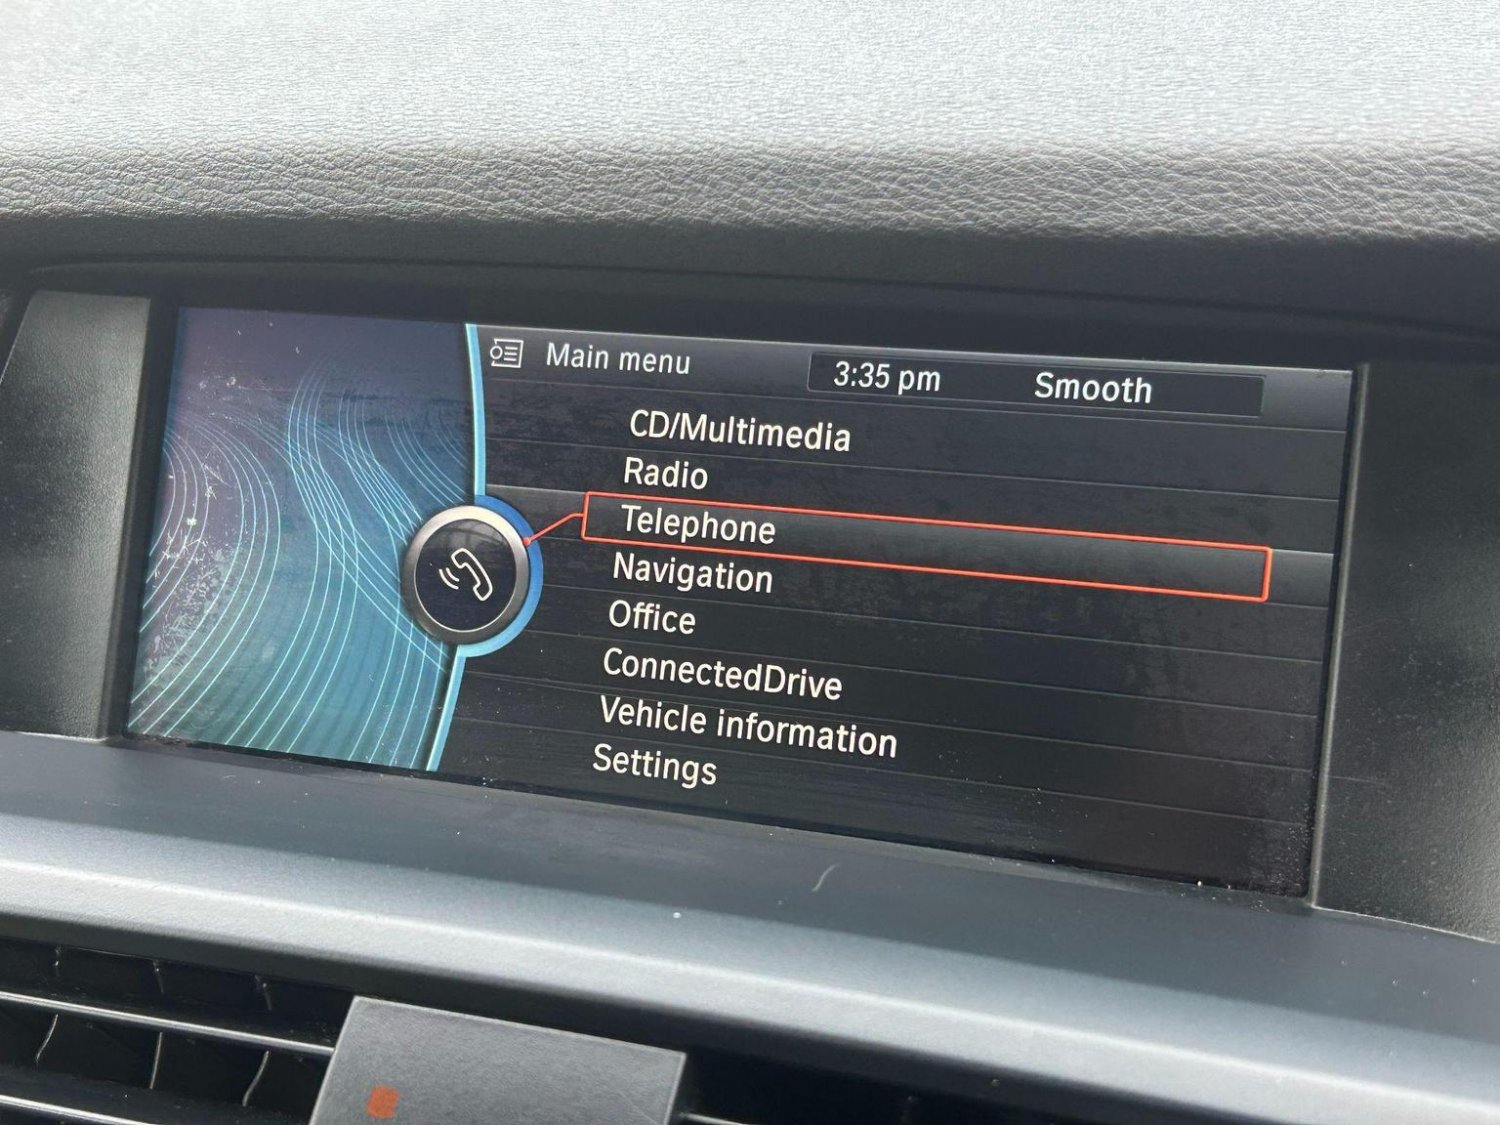 Main menu
3:35 pm Smooth
CD/Multimedia
Radio
Telephone
Navigation
Office
ConnectedDrive
Vehicle information
Settings